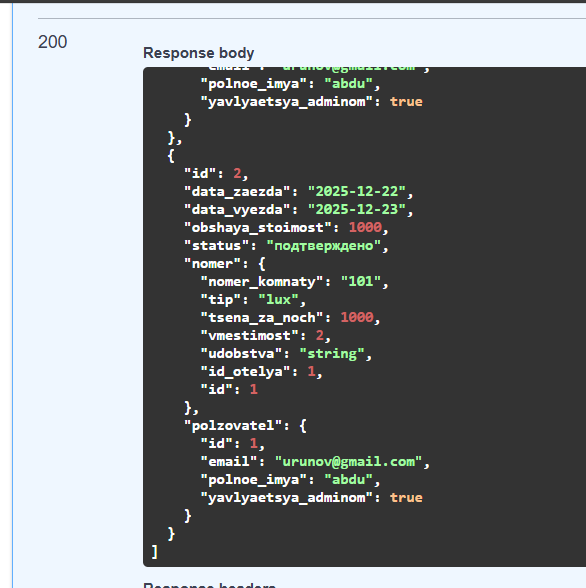 200
Response body
"email": "urunov@gmail.com",
"polnoe_imya": "abdu",
"yavlyaetsya_adminom": true
}
},
{
"id": 2,
"data_zaezda": "2025-12-22",
"data_vyezda": "2025-12-23",
"obshaya_stoimost": 1000,
"status": "подтверждено",
"nomer": {
"nomer_komnaty": "101",
"tip": "lux",
"tsena_za_noch": 1000,
"vmestimost": 2,
"udobstva": "string",
"id_otelya": 1,
"id": 1
},
"polzovatel": {
"id": 1,
"email": "urunov@gmail.com",
"polnoe_imya": "abdu",
"yavlyaetsya_adminom": true
}
}
]
Response headers